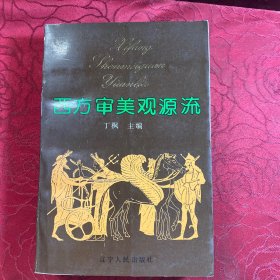 Xifang
Shenmeiguan
Yuanliu
西方审美观源流
丁枫 主编
辽宁人民出版社